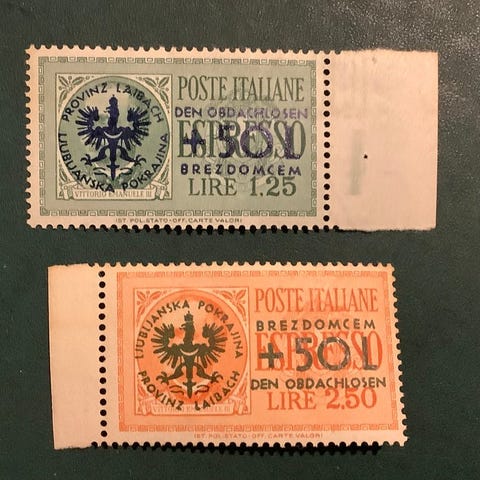 PROVINZ LAIBACH
LJUBLJANSKA POKRAJINA
VITTORIO EMANUELE III
POSTE ITALIANE
DEN OBDACHLOSEN
ESPRESSO
+50L
BREZDOMCEM
LIRE 1.25
IST. POL. STATO-OFF. CARTE VALORI
LJUBLJANSKA POKRAJINA
PROVINZ LAIBACH
VITTORIO EMANUELE III
POSTE ITALIANE
BREZDOMCEM
ESPRESSO
+50L
DEN OBDACHLOSEN
LIRE 2.50
IST. POL. STATO-OFF. CARTE VALORI